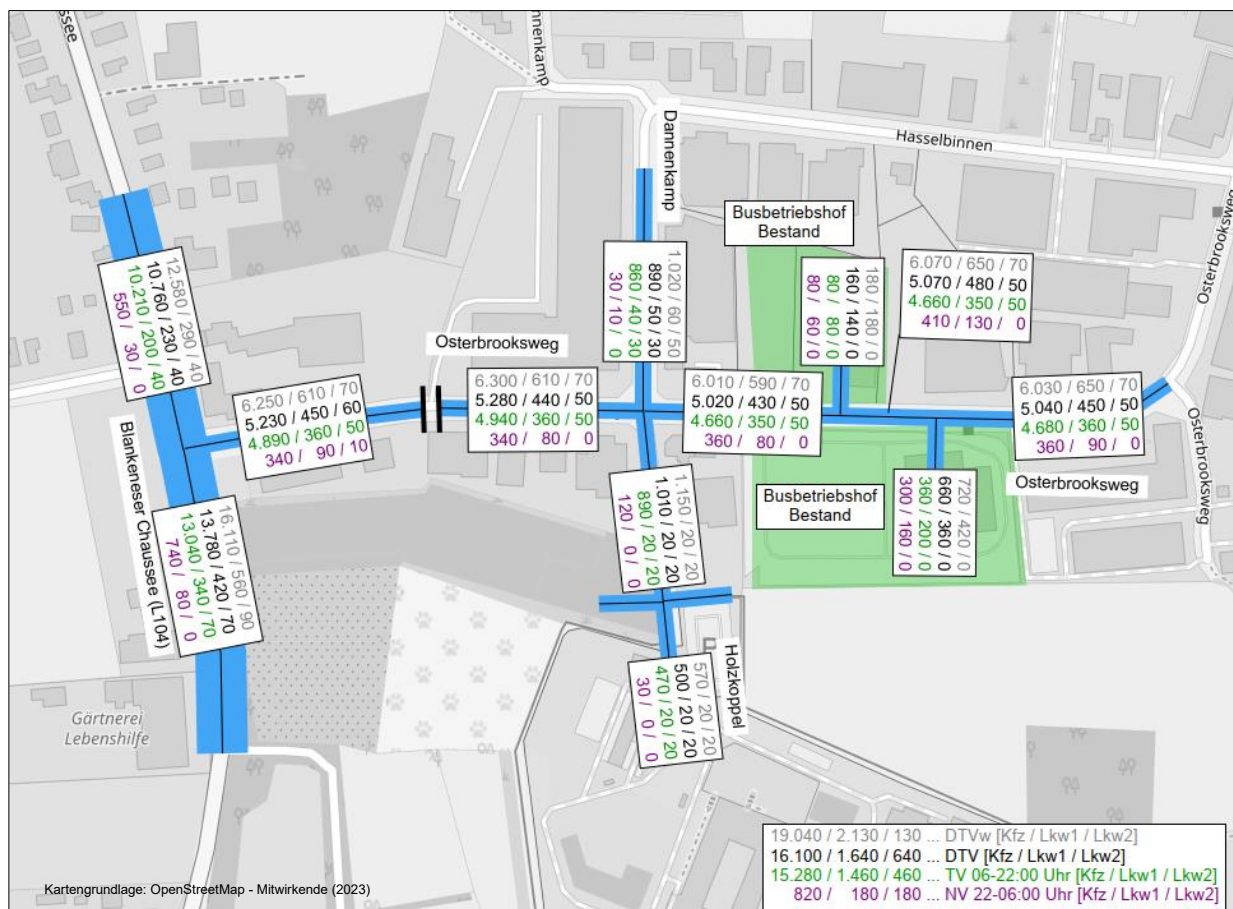 ssee
Dannenkamp
Hasselbinnen
Dannenkamp
Busbetriebshof
Bestand
Osterbrooksweg
12.580 / 290 / 40
10.760 / 230 / 40
10.210 / 200 / 40
550 / 30 / 0
1.020 / 60 / 50
890 / 50 / 30
860 / 40 / 30
30 / 10 / 0
180 / 180 / 0
160 / 140 / 0
80 / 80 / 0
80 / 60 / 0
6.070 / 650 / 70
5.070 / 480 / 50
4.660 / 350 / 50
410 / 130 / 0
Osterbrooksweg
6.250 / 610 / 70
5.230 / 450 / 60
4.890 / 360 / 50
340 / 90 / 10
6.300 / 610 / 70
5.280 / 440 / 50
4.940 / 360 / 50
340 / 80 / 0
6.010 / 590 / 70
5.020 / 430 / 50
4.660 / 350 / 50
360 / 80 / 0
6.030 / 650 / 70
5.040 / 450 / 50
4.680 / 360 / 50
360 / 90 / 0
Blankeneser Chaussee (L104)
16.110 / 560 / 90
13.780 / 420 / 70
13.040 / 340 / 70
740 / 80 / 0
1.150 / 20 / 20
1.010 / 20 / 20
890 / 20 / 20
120 / 0 / 0
Busbetriebshof
Bestand
720 / 420 / 0
660 / 360 / 0
360 / 200 / 0
300 / 160 / 0
Osterbrooksweg
Osterbrooksweg
570 / 20 / 20
500 / 20 / 20
470 / 20 / 20
30 / 0 / 0
Holzkoppel
Gärtnerei
Lebenshilfe
19.040 / 2.130 / 130 ... DTVw [Kfz / Lkw1 / Lkw2]
16.100 / 1.640 / 640 ... DTV [Kfz / Lkw1 / Lkw2]
15.280 / 1.460 / 460 ... TV 06-22:00 Uhr [Kfz / Lkw1 / Lkw2]
820 / 180 / 180 ... NV 22-06:00 Uhr [Kfz / Lkw1 / Lkw2]
Kartengrundlage: OpenStreetMap - Mitwirkende (2023)